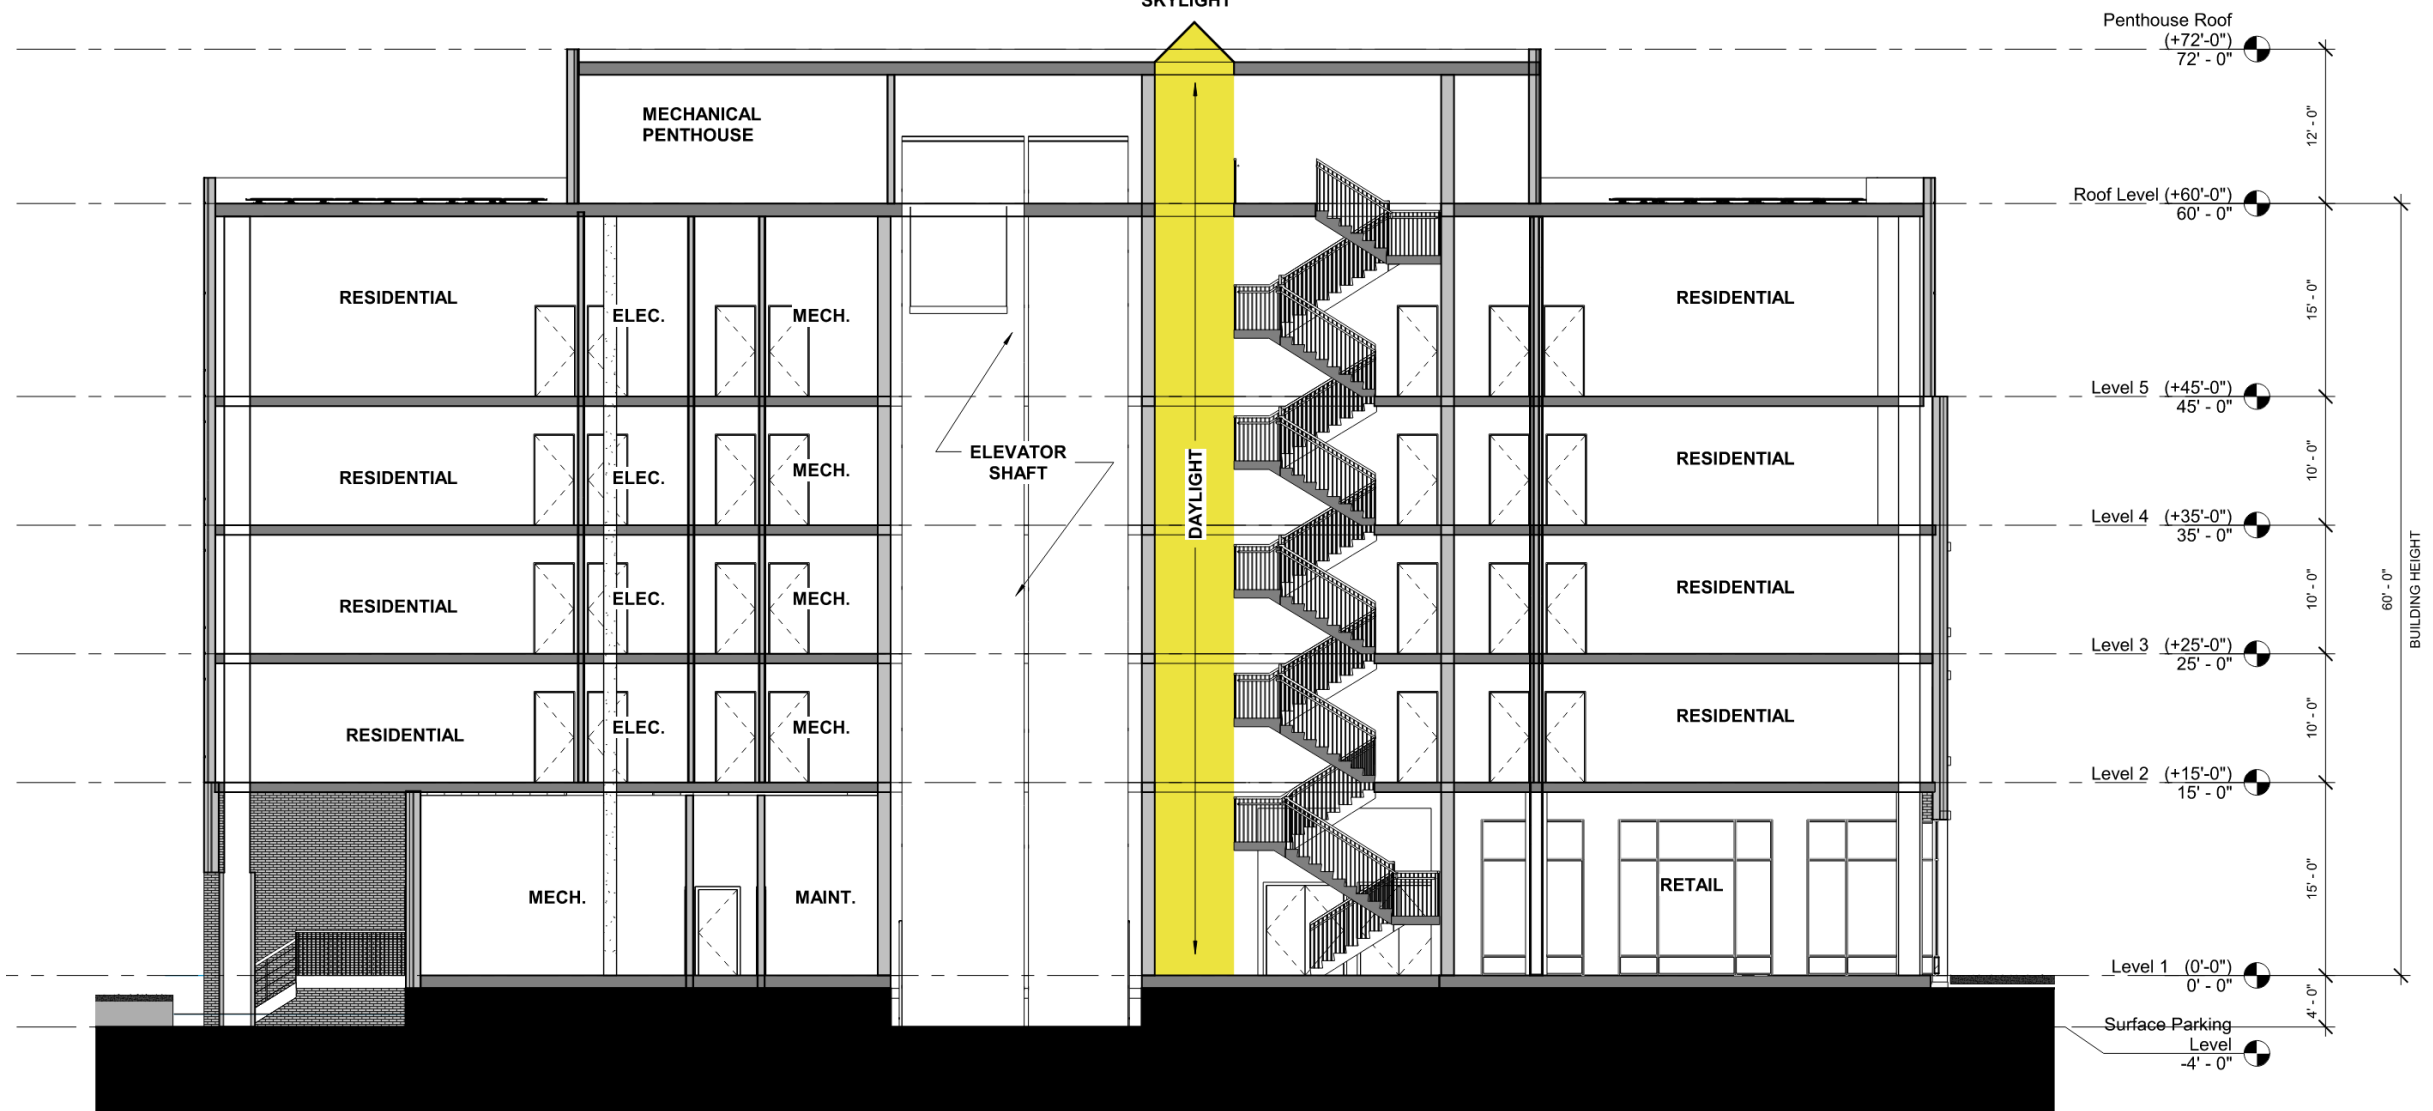 SKYLIGHT
Penthouse Roof
(+72'-0")
72' - 0"
12' - 0"
MECHANICAL
PENTHOUSE
Roof Level (+60'-0")
60' - 0"
RESIDENTIAL
ELEC.
MECH.
RESIDENTIAL
15' - 0"
Level 5 (+45'-0")
45' - 0"
RESIDENTIAL
ELEC.
MECH.
ELEVATOR
SHAFT
DAYLIGHT
RESIDENTIAL
10' - 0"
Level 4 (+35'-0")
35' - 0"
RESIDENTIAL
ELEC.
MECH.
RESIDENTIAL
10' - 0"
60' - 0"
BUILDING HEIGHT
Level 3 (+25'-0")
25' - 0"
RESIDENTIAL
ELEC.
MECH.
RESIDENTIAL
10' - 0"
Level 2 (+15'-0")
15' - 0"
MECH.
MAINT.
RETAIL
15' - 0"
Level 1 (0'-0")
0' - 0"
4' - 0"
Surface Parking
Level
-4' - 0"